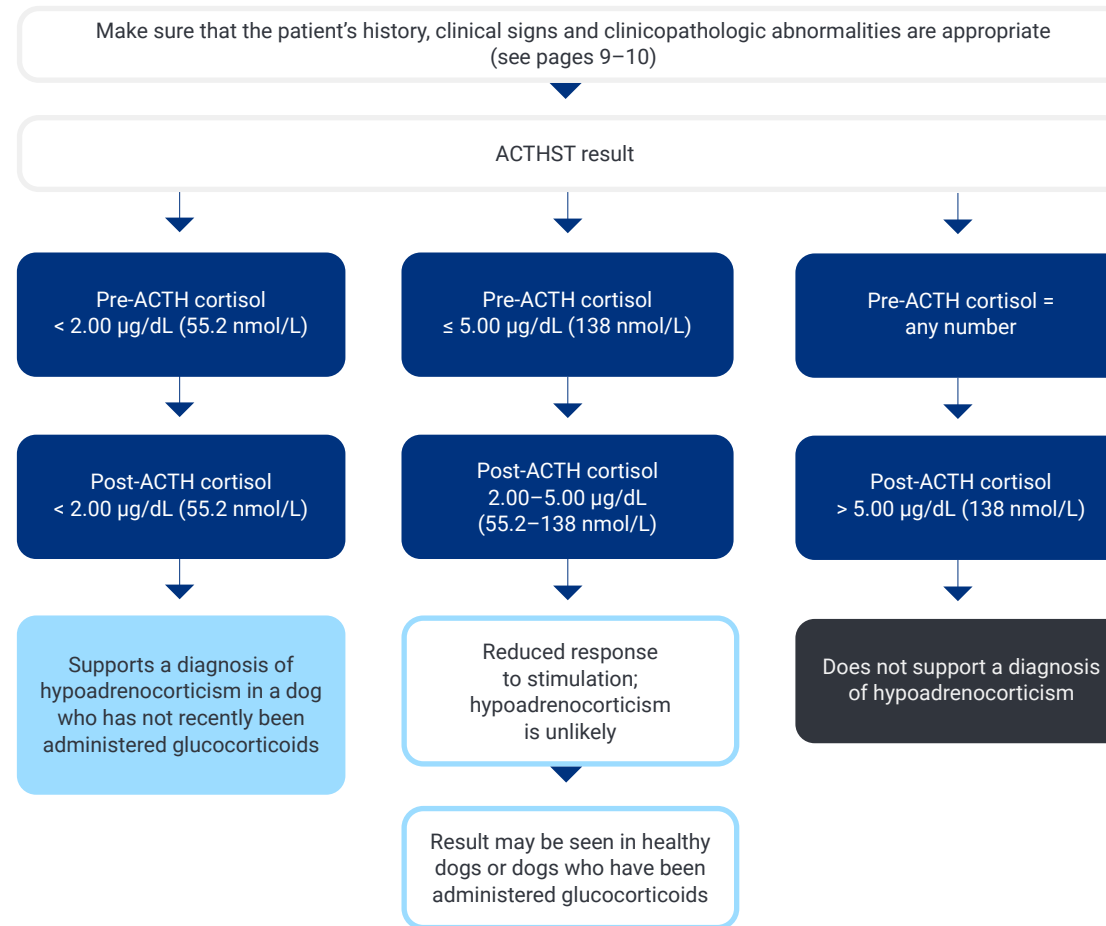 Make sure that the patient’s history, clinical signs and clinicopathologic abnormalities are appropriate
(see pages 9–10)
ACTHST result
Pre-ACTH cortisol
< 2.00 µg/dL (55.2 nmol/L)
Post-ACTH cortisol
< 2.00 µg/dL (55.2 nmol/L)
Supports a diagnosis of
hypoadrenocorticism in a dog
who has not recently been
administered glucocorticoids
Pre-ACTH cortisol
≤ 5.00 µg/dL (138 nmol/L)
Post-ACTH cortisol
2.00–5.00 µg/dL
(55.2–138 nmol/L)
Reduced response
to stimulation;
hypoadrenocorticism
is unlikely
Result may be seen in healthy
dogs or dogs who have been
administered glucocorticoids
Pre-ACTH cortisol =
any number
Post-ACTH cortisol
> 5.00 µg/dL (138 nmol/L)
Does not support a diagnosis
of hypoadrenocorticism